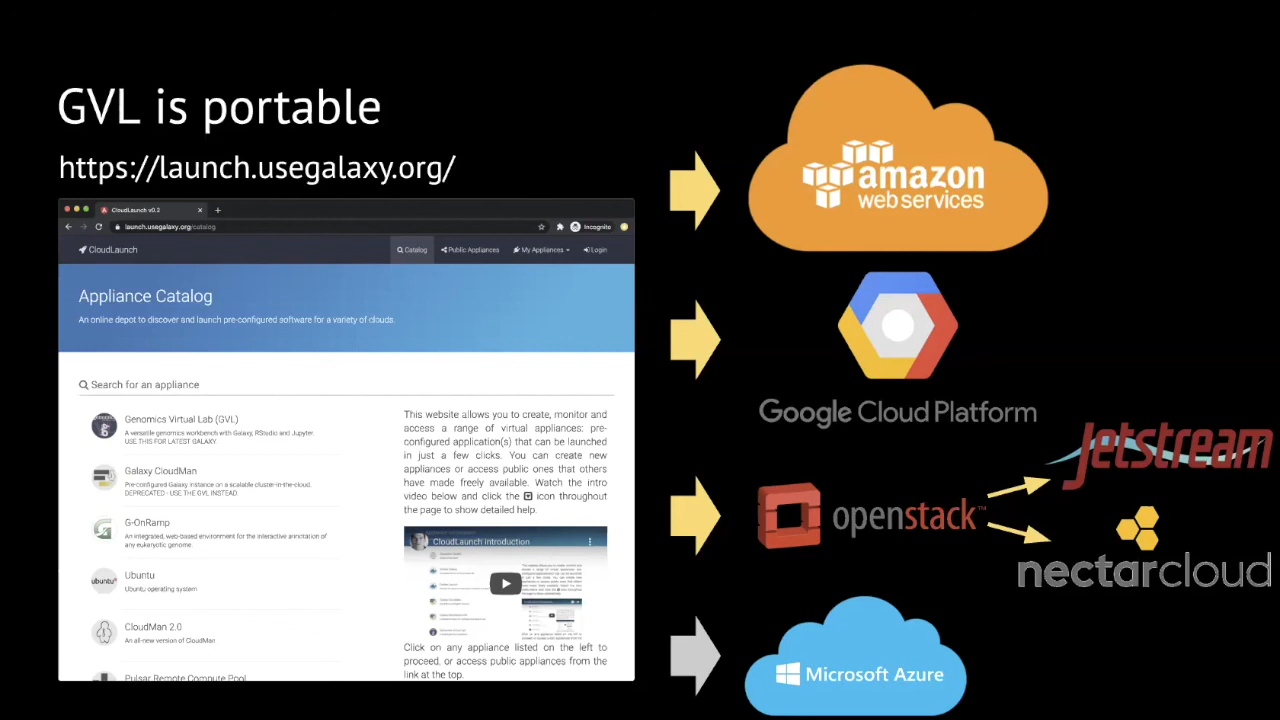 GVL is portable
https://launch.usegalaxy.org/
CloudLaunch v0.2
launch.usegalaxy.org/catalog
Incognito
CloudLaunch
Catalog
Public Appliances
My Appliances
Login
Appliance Catalog
An online depot to discover and launch pre-configured software for a variety of clouds.
Search for an appliance
Genomics Virtual Lab (GVL)
A versatile genomics workbench with Galaxy, RStudio and Jupyter.
USE THIS FOR LATEST GALAXY.
Galaxy CloudMan
Pre-configured Galaxy instance on a scalable cluster-in-the-cloud.
DEPRECATED - USE THE GVL INSTEAD
G-OnRamp
An integrated, web-based environment for the interactive annotation of
any eukaryotic genome.
ubuntu
Ubuntu
Ubuntu operating system
CloudMan 2.0
An all-new version of CloudMan
Pulsar Remote Compute Pool
This website allows you to create, monitor and
access a range of virtual appliances: pre-
configured application(s) that can be launched
in just a few clicks. You can create new
appliances or access public ones that others
have made freely available. Watch the intro
video below and click the icon throughout
the page to show detailed help.
CloudLaunch Introduction
Click on any appliance listed on the left to
proceed, or access public appliances from the
link at the top.
amazon
web services
Google Cloud Platform
openstack™
Jetstream
nectarcloud
Microsoft Azure